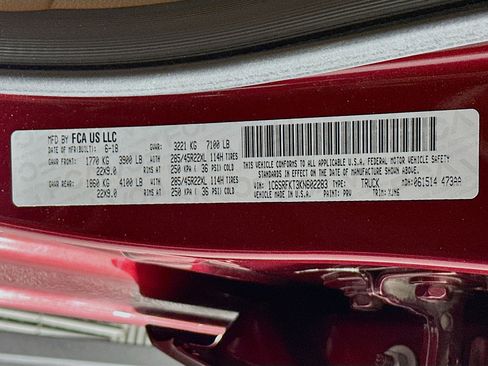 MFD BY FCA US LLC GVWR: 3221 KG 7100 LB
DATE OF MFR(BUILT): 6-18
GAWR FRONT: 1770 KG 3900 LB WITH 285/45R22XL 114H TIRES
22X9.0 RIMS @ 250 KPA ( 36 PSI) COLD
GAWR REAR: 1860 KG 4100 LB WITH 285/45R22XL 114H TIRES
22X9.0 RIMS @ 250 KPA ( 36 PSI) COLD
THIS VEHICLE CONFORMS TO ALL APPLICABLE U.S.A. FEDERAL MOTOR VEHICLE SAFETY
STANDARDS IN EFFECT ON THE DATE OF MANUFACTURE SHOWN ABOVE
VIN: 1C6SRFKT3KN602283 TYPE: TRUCK MDH:061514 473AA
VEHICLE MADE IN U.S.A. PAINT: PRV TRIM:XJM6